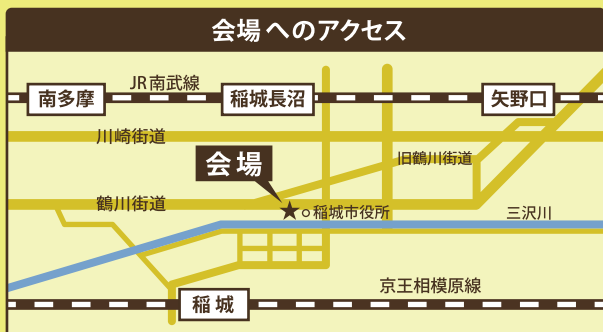 会場へのアクセス
JR南武線
南多摩
稲城長沼
矢野口
川崎街道
会場
旧鶴川街道
鶴川街道
稲城市役所
三沢川
京王相模原線
稲城